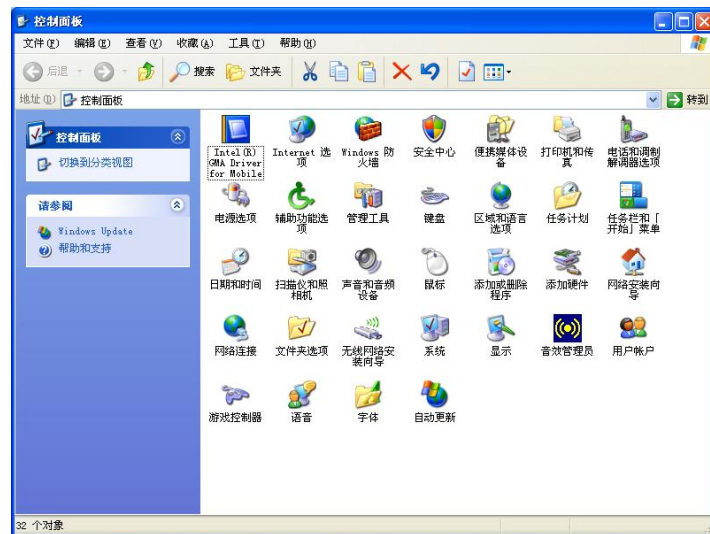 控制面板
文件(F) 编辑(E) 查看(V) 收藏(A) 工具(T) 帮助(H)
后退 搜索 文件夹
地址(D) 控制面板 转到
控制面板
切换到分类视图
请参阅
Windows Update
帮助和支持
Intel(R)
GMA Driver
for Mobile
Internet 选
项
Windows 防
火墙
安全中心
便携媒体设
备
打印机和传
真
电话和调制
解调器选项
电源选项
辅助功能选
项
管理工具
键盘
区域和语言
选项
任务计划
任务栏和「
开始」菜单
日期和时间
扫描仪和照
相机
声音和音频
设备
鼠标
添加或删除
程序
添加硬件
网络安装向
导
网络连接
文件夹选项
无线网络安
装向导
系统
显示
音效管理员
用户帐户
游戏控制器
语音
字体
自动更新
32 个对象